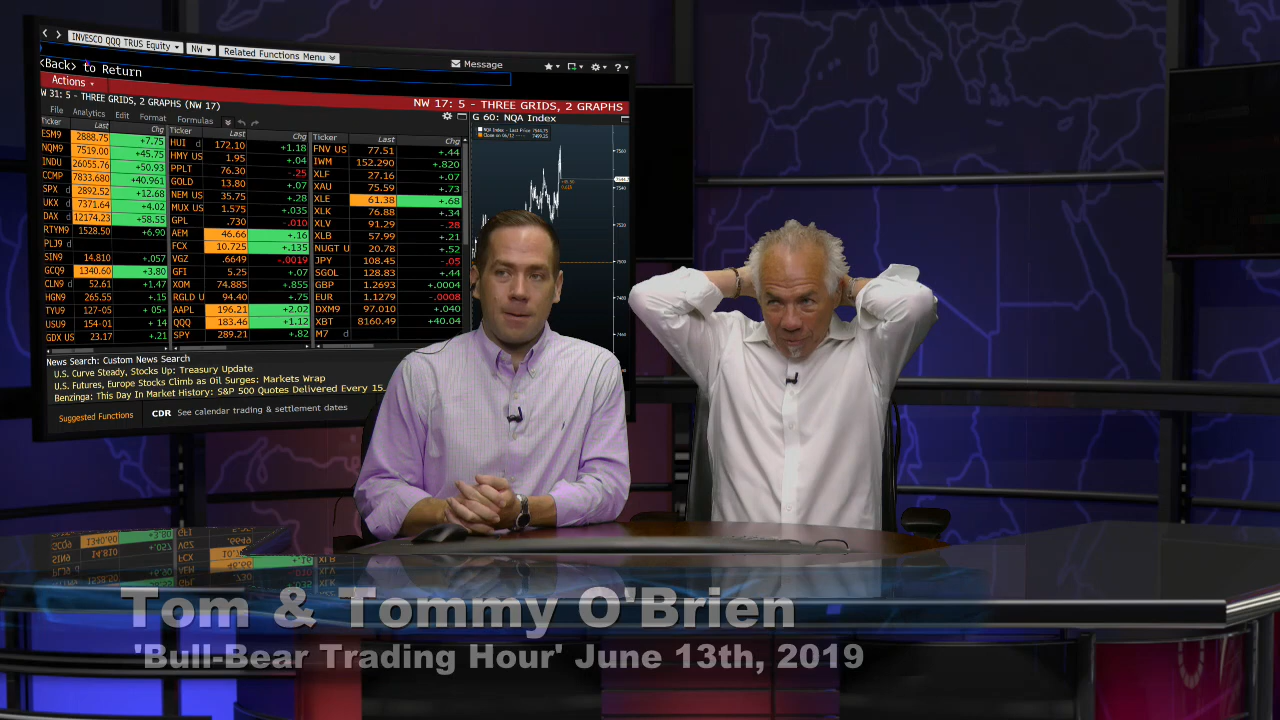 INVESCO QQQ TRUS Equity NW Related Functions Menu
<Back> to Return
Message
Actions
W 31: 5 - THREE GRIDS, 2 GRAPHS (NW 17) NW 17: 5 - THREE GRIDS, 2 GRAPHS
File Analytics Edit Format Formulas
G 60: NQA Index
Ticker Last Chg Ticker Last Chg Ticker Last Chg
ESM9 2888.75 +7.75 HUI d 172.10 +1.18 FNV US 77.51 +.44
NQM9 7519.00 +45.75 HMY US 1.95 +.04 IWM 152.290 +.820
INDU 26055.76 +50.93 PPLT 76.30 -.25 XLF 27.16 +.07
CCMP 7833.680 +40.961 GOLD 13.80 +.07 XAU 75.59 +.73
SPX d 2892.52 +12.68 NEM US 35.75 +.28 XLE 61.38 +.68
UKX d 7371.64 +4.02 MUX US 1.575 +.035 XLK 76.88 +.34
DAX d 12174.23 +58.55 GPL .730 -.010 XLV 91.29 -.28
RTYM9 1528.50 +6.90 AEM 46.66 +.16 XLB 57.99 +.21
PLJ9 d FCX 10.725 +.135 NUGT U 20.78 +.52
SIN9 14.810 +.057 VGZ .6649 -.0019 JPY 108.45 -.05
GCQ9 1340.60 +3.80 GFI 5.25 +.07 SGOL 128.83 +.44
CLN9 d 52.61 +1.47 XOM 74.885 +.855 GBP 1.2693 +.0004
HGN9 265.55 +.15 RGLD U 94.40 +.75 EUR 1.1279 -.0008
TYU9 127-05 + 05+ AAPL 196.21 +2.02 DXM9 97.010 +.040
USU9 154-01 + 14 QQQ 183.46 +1.12 XBT 8160.49 +40.04
GDX US 23.17 +.21 SPY 289.21 +.82 M7 d
News Search: Custom News Search
U.S. Curve Steady, Stocks Up: Treasury Update
U.S. Futures, Europe Stocks Climb as Oil Surges: Markets Wrap
Benzinga: This Day In Market History: S&P 500 Quotes Delivered Every 15
Suggested Functions CDR See calendar trading & settlement dates
Tom & Tommy O'Brien
'Bull-Bear Trading Hour' June 13th, 2019